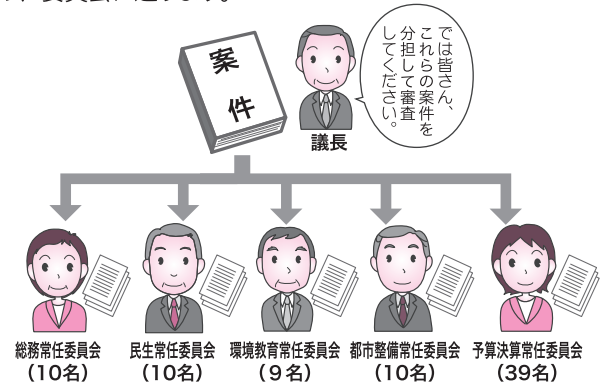 案
件
では皆さん、
これらの案件を
分担して審査
してください。
議長
総務常任委員会
(10名)
民生常任委員会
(10名)
環境教育常任委員会
(9名)
都市整備常任委員会
(10名)
予算決算常任委員会
(39名)